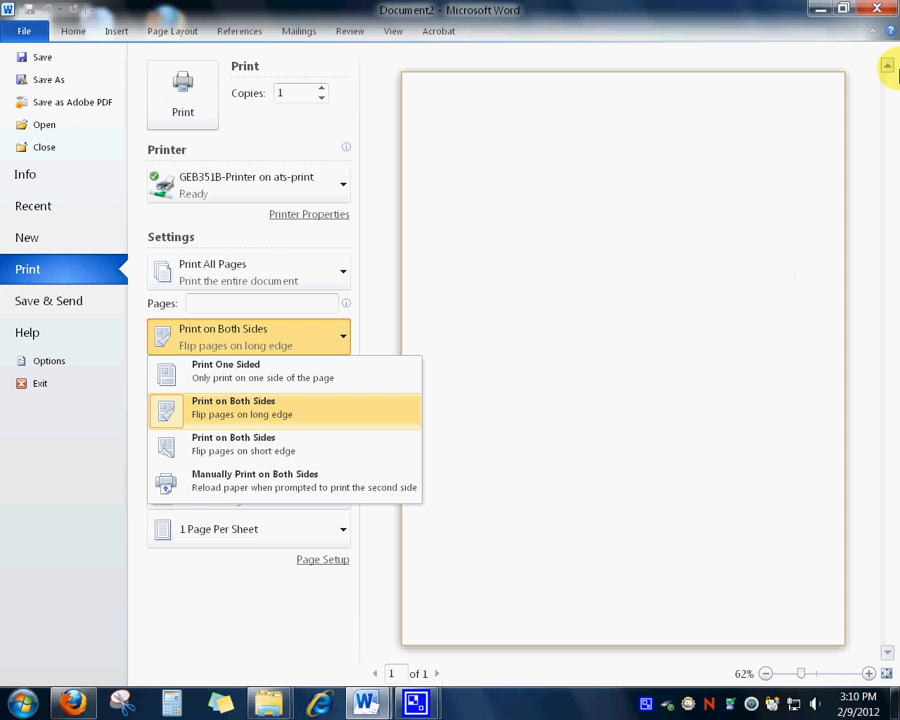 Document2 - Microsoft Word
File
Home
Insert
Page Layout
References
Mailings
Review
View
Acrobat
Save
Save As
Save as Adobe PDF
Open
Close
Info
Recent
New
Print
Save & Send
Help
Options
Exit
Print
Print
Copies: 1
Printer
GEB351B-Printer on ats-print
Ready
Printer Properties
Settings
Print All Pages
Print the entire document
Pages:
Print on Both Sides
Flip pages on long edge
Print One Sided
Only print on one side of the page
Print on Both Sides
Flip pages on long edge
Print on Both Sides
Flip pages on short edge
Manually Print on Both Sides
Reload paper when prompted to print the second side
1 Page Per Sheet
Page Setup
1 of 1
62%
3:10 PM
2/9/2012